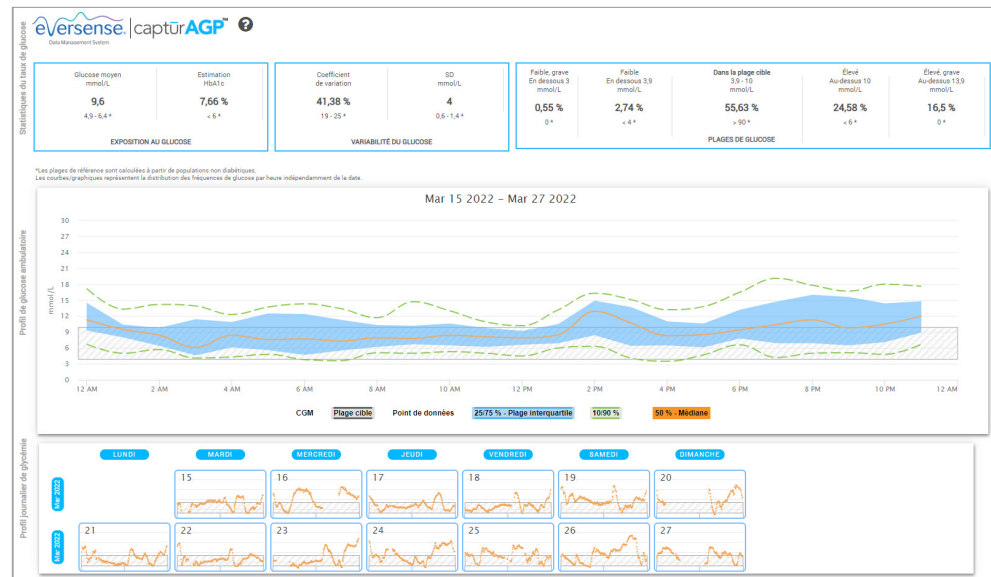 eversense. | captūrAGP™ ?
Data Management System
Statistiques du taux de glucose
Glucose moyen
mmol/L
9,6
4,9 - 6,4 *
Estimation
HbA1c
7,66 %
< 6 *
EXPOSITION AU GLUCOSE
Coefficient
de variation
41,38 %
19 - 25 *
SD
mmol/L
4
0,6 - 1,4 *
VARIABILITÉ DU GLUCOSE
Faible, grave
En dessous 3
mmol/L
0,55 %
0 *
Faible
En dessous 3,9
mmol/L
2,74 %
< 4 *
Dans la plage cible
3,9 - 10
mmol/L
55,63 %
> 90 *
Élevé
Au-dessus 10
mmol/L
24,58 %
< 6 *
Élevé, grave
Au-dessus 13,9
mmol/L
16,5 %
0 *
PLAGES DE GLUCOSE
*Les plages de référence sont calculées à partir de populations non diabétiques.
Les courbes/graphiques représentent la distribution des fréquences de glucose par heure indépendamment de la date.
Profil de glucose ambulatoire
Mar 15 2022 – Mar 27 2022
mmol/L
30
27
24
21
18
15
12
9
6
3
0
12 AM 2 AM 4 AM 6 AM 8 AM 10 AM 12 PM 2 PM 4 PM 6 PM 8 PM 10 PM 12 AM
CGM Plage cible Point de données 25/75 % - Plage interquartile 10/90 % 50 % - Médiane
Profil journalier de glycémie
LUNDI MARDI MERCREDI JEUDI VENDREDI SAMEDI DIMANCHE
Mar 2022
15 16 17 18 19 20
Mar 2022
21 22 23 24 25 26 27